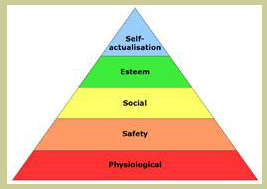 Self-
actualisation
Esteem
Social
Safety
Physiological